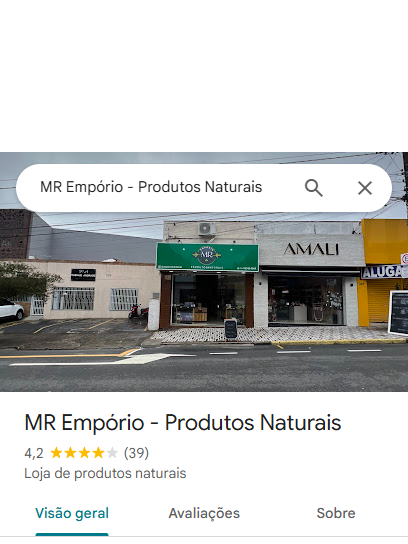 MR Empório - Produtos Naturais
MR
AMALI
ALUGA
MR Empório - Produtos Naturais
4,2 (39)
Loja de produtos naturais
Visão geral
Avaliações
Sobre